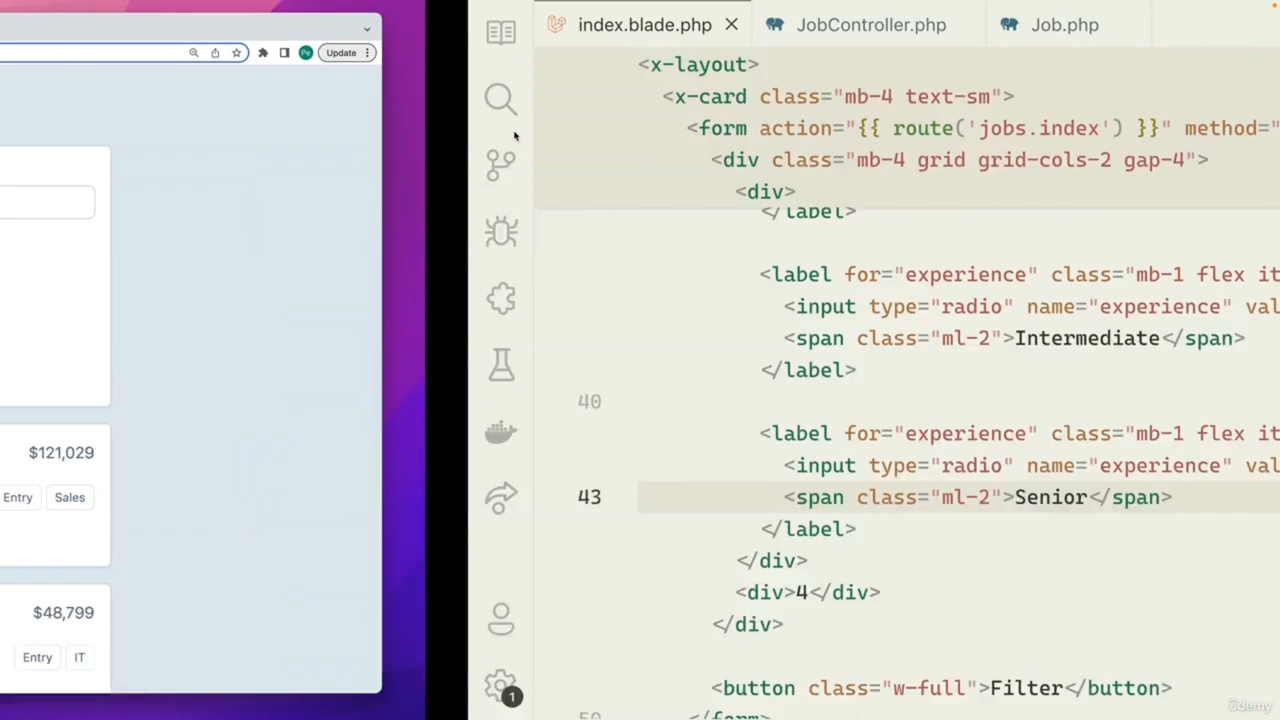 Pe
Update
$121,029
Entry
Sales
$48,799
Entry
IT
1
index.blade.php
JobController.php
Job.php
<x-layout>
<x-card class="mb-4 text-sm">
<form action="{{ route('jobs.index') }}" method="
<div class="mb-4 grid grid-cols-2 gap-4">
<div>
</label>
<label for="experience" class="mb-1 flex it
<input type="radio" name="experience" val
<span class="ml-2">Intermediate</span>
</label>
40
<label for="experience" class="mb-1 flex it
<input type="radio" name="experience" val
43 <span class="ml-2">Senior</span>
</label>
</div>
<div>4</div>
</div>
<button class="w-full">Filter</button>
50 </form>
ûdemy